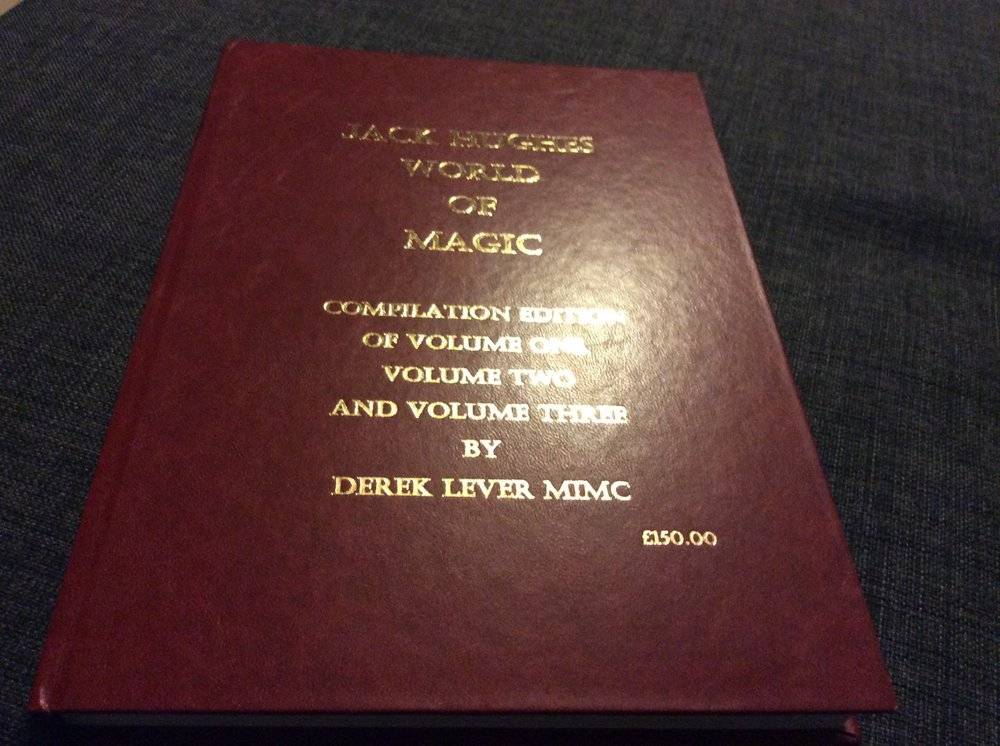 JACK HUGHES
WORLD
OF
MAGIC
COMPILATION EDITION
OF VOLUME ONE,
VOLUME TWO
AND VOLUME THREE
BY
DEREK LEVER MIMC
£150.00